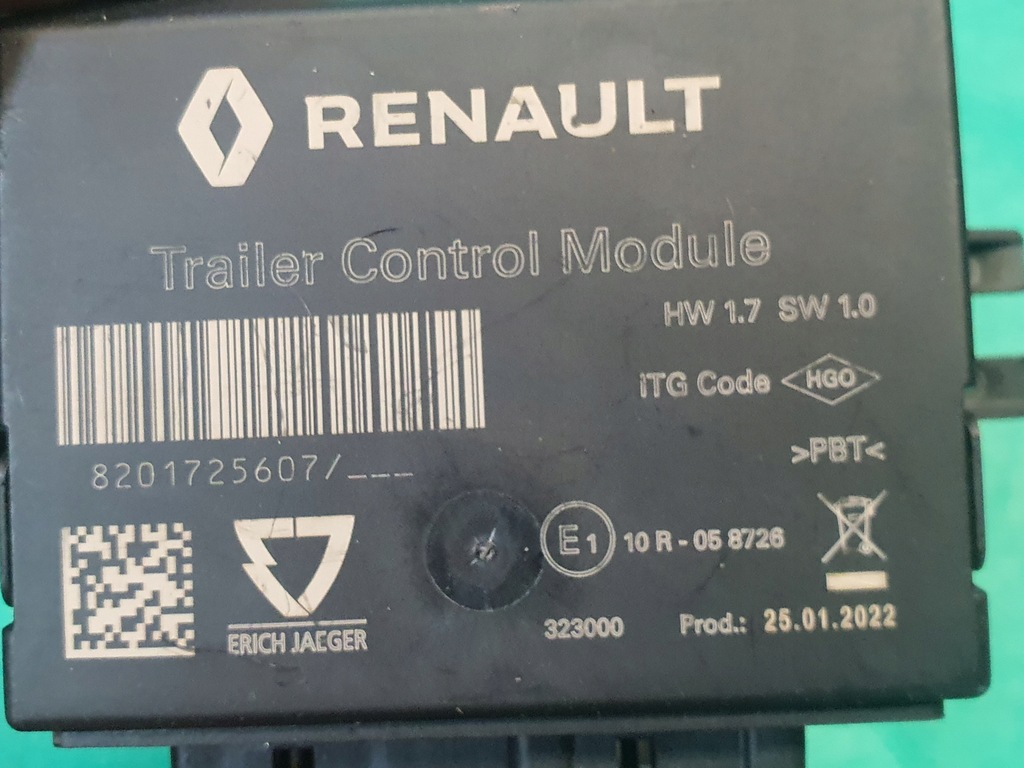 RENAULT
Trailer Control Module
HW 1.7 SW 1.0
ITG Code HGO
>PBT<
8201725607/___
E1 10 R - 05 8726
ERICH JAEGER
323000 Prod.: 25.01.2022